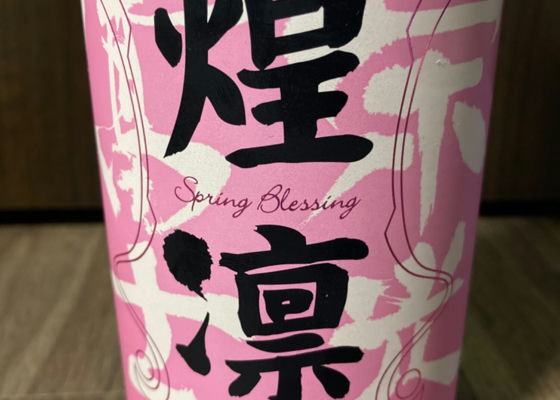 煌
Spring Blessing
凛